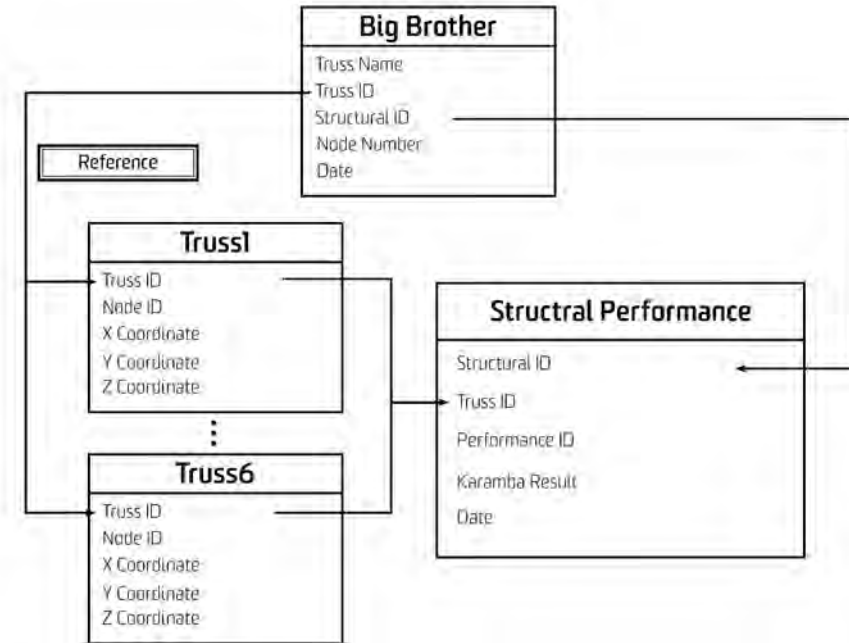 Big Brother
Truss Name
Truss ID
Structural ID
Node Number
Date
Reference
Truss1
Truss ID
Node ID
X Coordinate
Y Coordinate
Z Coordinate
Truss6
Truss ID
Node ID
X Coordinate
Y Coordinate
Z Coordinate
Structral Performance
Structural ID
Truss ID
Performance ID
Karamba Result
Date